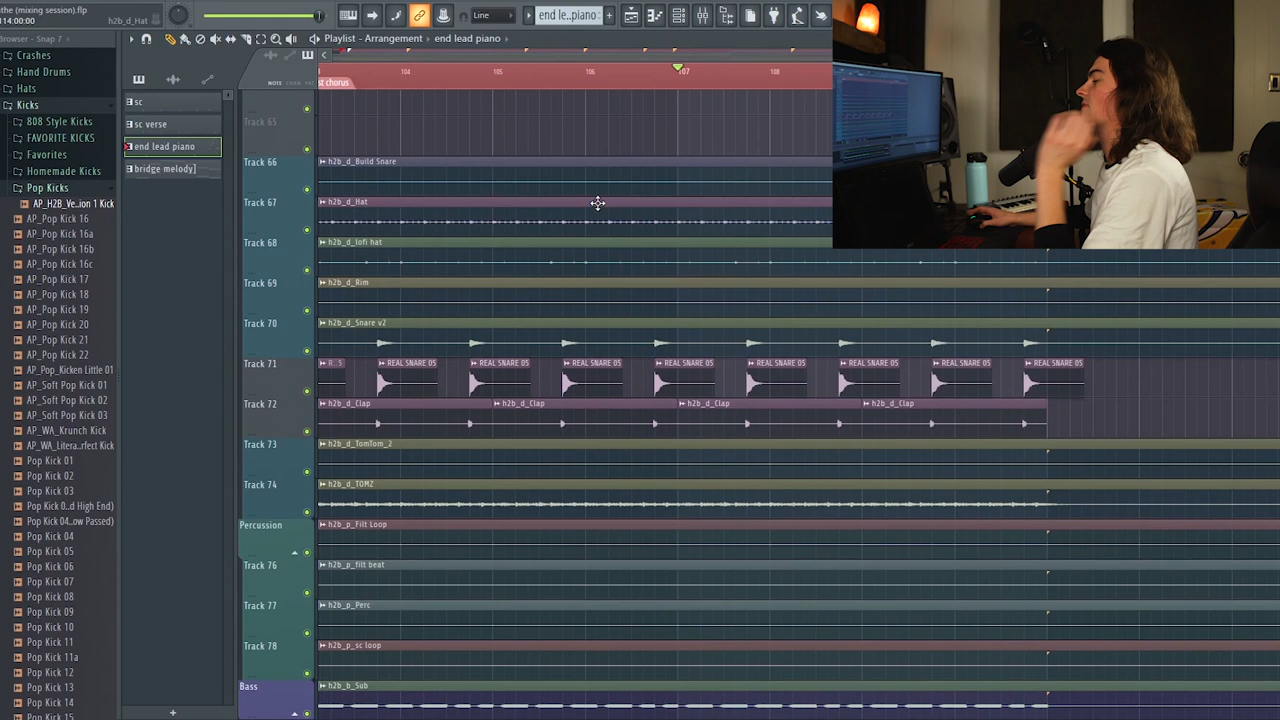 the (mixing session).flp
14:00:00
h2b_d_Hat
Line
end le..piano
Browser - Snap 7
Playlist - Arrangement
end lead piano
Crashes
Hand Drums
Hats
Kicks
808 Style Kicks
FAVORITE KICKS
Favorites
Homemade Kicks
Pop Kicks
AP_H2B_Ve..ion 1 Kick
AP_Pop Kick 16
AP_Pop Kick 16a
AP_Pop Kick 16b
AP_Pop Kick 16c
AP_Pop Kick 17
AP_Pop Kick 18
AP_Pop Kick 19
AP_Pop Kick 20
AP_Pop Kick 21
AP_Pop Kick 22
AP_Pop_Kicken Little 01
AP_Soft Pop Kick 01
AP_Soft Pop Kick 02
AP_Soft Pop Kick 03
AP_WA_Krunch Kick
AP_WA_Litera..rfect Kick
Pop Kick 01
Pop Kick 02
Pop Kick 03
Pop Kick 0..d High End)
Pop Kick 04..ow Passed)
Pop Kick 04
Pop Kick 05
Pop Kick 06
Pop Kick 07
Pop Kick 08
Pop Kick 09
Pop Kick 10
Pop Kick 11
Pop Kick 11a
Pop Kick 12
Pop Kick 13
Pop Kick 14
Pop Kick 15
sc
sc verse
end lead piano
bridge melody]
NOTE
104
105
106
107
108
st chorus
Track 65
Track 66
h2b_d_Build Snare
Track 67
h2b_d_Hat
Track 68
h2b_d_lofi hat
Track 69
h2b_d_Rim
Track 70
h2b_d_Snare v2
Track 71
R..5
REAL SNARE 05
REAL SNARE 05
REAL SNARE 05
REAL SNARE 05
REAL SNARE 05
REAL SNARE 05
REAL SNARE 05
REAL SNARE 05
Track 72
h2b_d_Clap
h2b_d_Clap
h2b_d_Clap
h2b_d_Clap
Track 73
h2b_d_TomTom_2
Track 74
h2b_d_TOMZ
Percussion
h2b_p_Filt Loop
Track 76
h2b_p_filt beat
Track 77
h2b_p_Perc
Track 78
h2b_p_sc loop
Bass
h2b_b_Sub